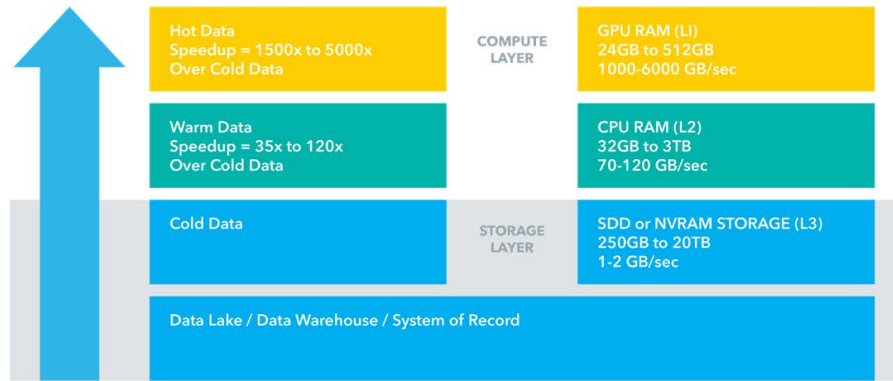 Hot Data
Speedup = 1500x to 5000x
Over Cold Data
COMPUTE
LAYER
GPU RAM (LI)
24GB to 512GB
1000-6000 GB/sec
Warm Data
Speedup = 35x to 120x
Over Cold Data
CPU RAM (L2)
32GB to 3TB
70-120 GB/sec
Cold Data
STORAGE
LAYER
SDD or NVRAM STORAGE (L3)
250GB to 20TB
1-2 GB/sec
Data Lake / Data Warehouse / System of Record